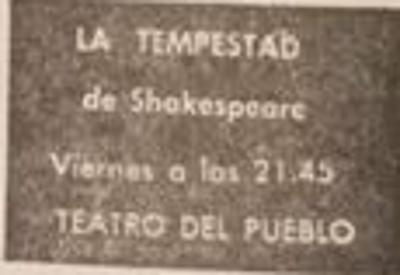 LA TEMPESTAD
de Shakespeare
Viernes a las 21.45
TEATRO DEL PUEBLO